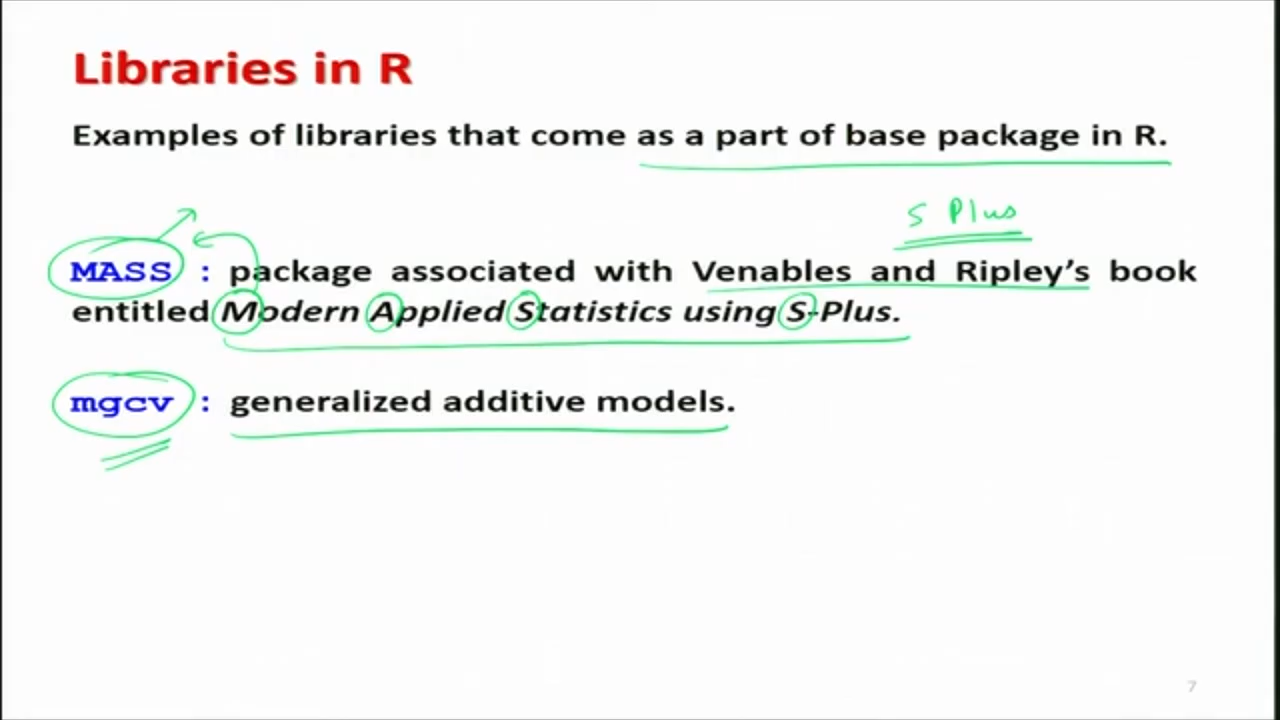 Libraries in R
Examples of libraries that come as a part of base package in R.
S Plus
MASS : package associated with Venables and Ripley’s book
entitled Modern Applied Statistics using S-Plus.
mgcv : generalized additive models.
7